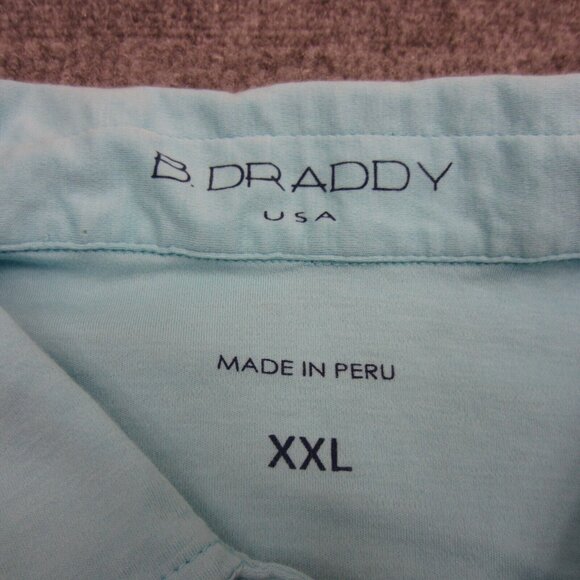 B. DRADDY
USA
MADE IN PERU
XXL